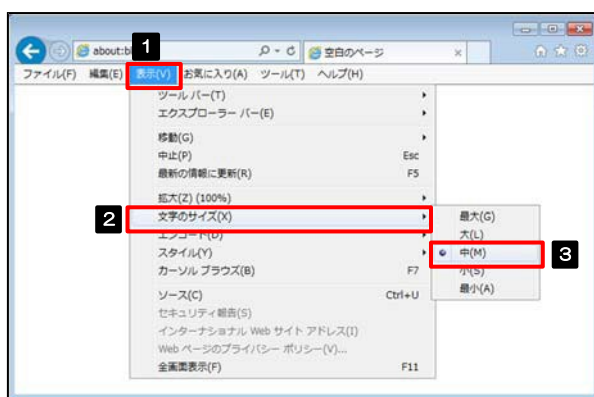 1
about:bl
空白のページ
ファイル(F) 編集(E) 表示(V) お気に入り(A) ツール(T) ヘルプ(H)
ツール バー(T)
エクスプローラー バー(E)
移動(G)
中止(P) Esc
最新の情報に更新(R) F5
拡大(Z) (100%)
2 文字のサイズ(X)
エンコード(D)
スタイル(Y)
カーソル ブラウズ(B) F7
ソース(C) Ctrl+U
セキュリティ報告(S)
インターナショナル Web サイト アドレス(I)
Web ページのプライバシー ポリシー(V)...
全画面表示(F) F11
最大(G)
大(L)
中(M) 3
小(S)
最小(A)